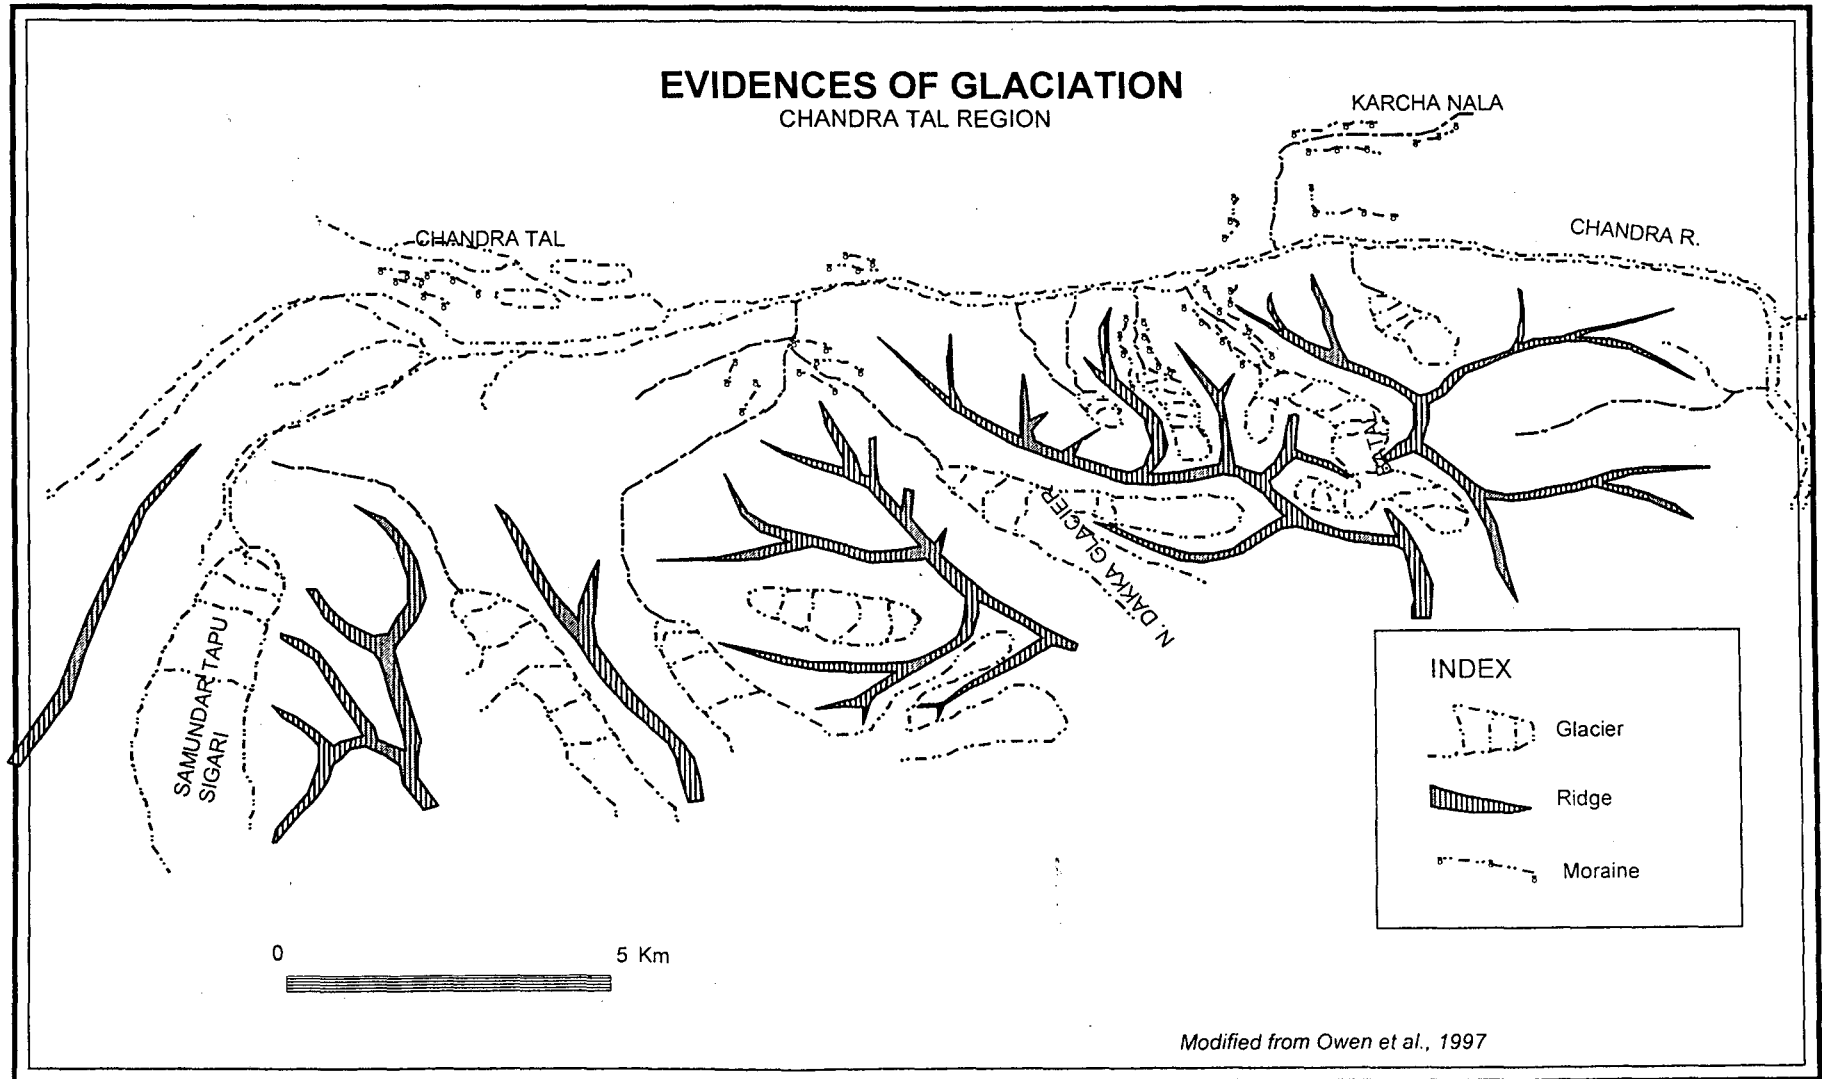 EVIDENCES OF GLACIATION
CHANDRA TAL REGION
KARCHA NALA
CHANDRA R.
CHANDRA TAL
BATAL
N. DAKKA GLACIER
SAMUNDAR TAPU
SIGARI
INDEX
Glacier
Ridge
Moraine
0 5 Km
Modified from Owen et al., 1997